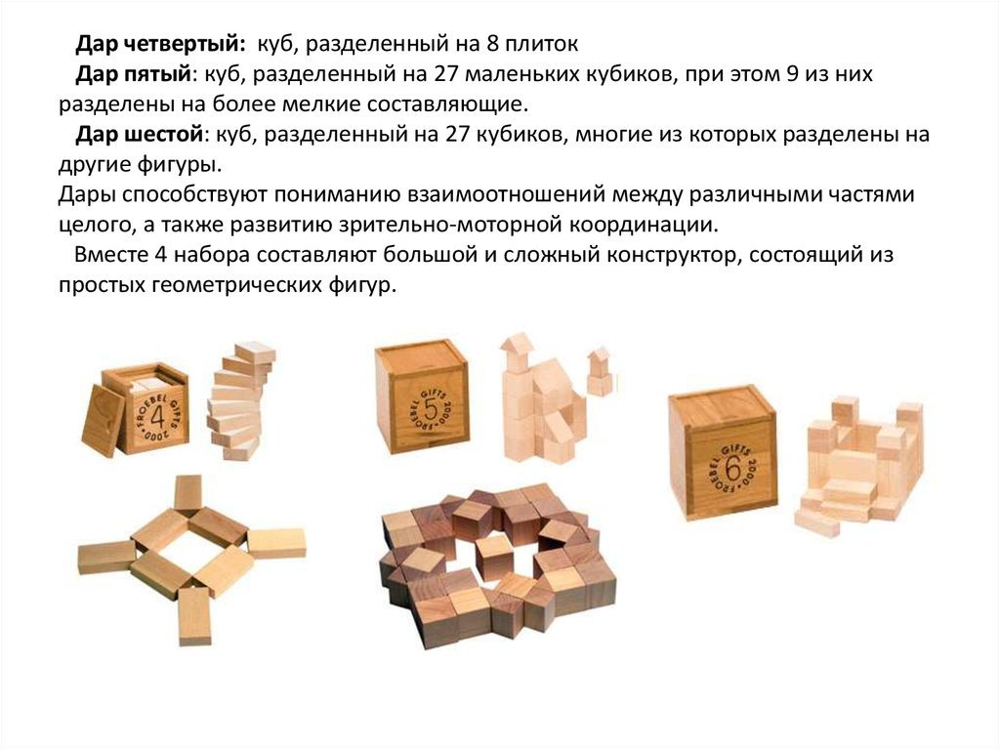 Дар четвертый: куб, разделенный на 8 плиток
Дар пятый: куб, разделенный на 27 маленьких кубиков, при этом 9 из них
разделены на более мелкие составляющие.
Дар шестой: куб, разделенный на 27 кубиков, многие из которых разделены на
другие фигуры.
Дары способствуют пониманию взаимоотношений между различными частями
целого, а также развитию зрительно-моторной координации.
Вместе 4 набора составляют большой и сложный конструктор, состоящий из
простых геометрических фигур.
FROEBEL GIFTS 2000
4
FROEBEL GIFTS 2000
5
FROEBEL GIFTS 2000
6